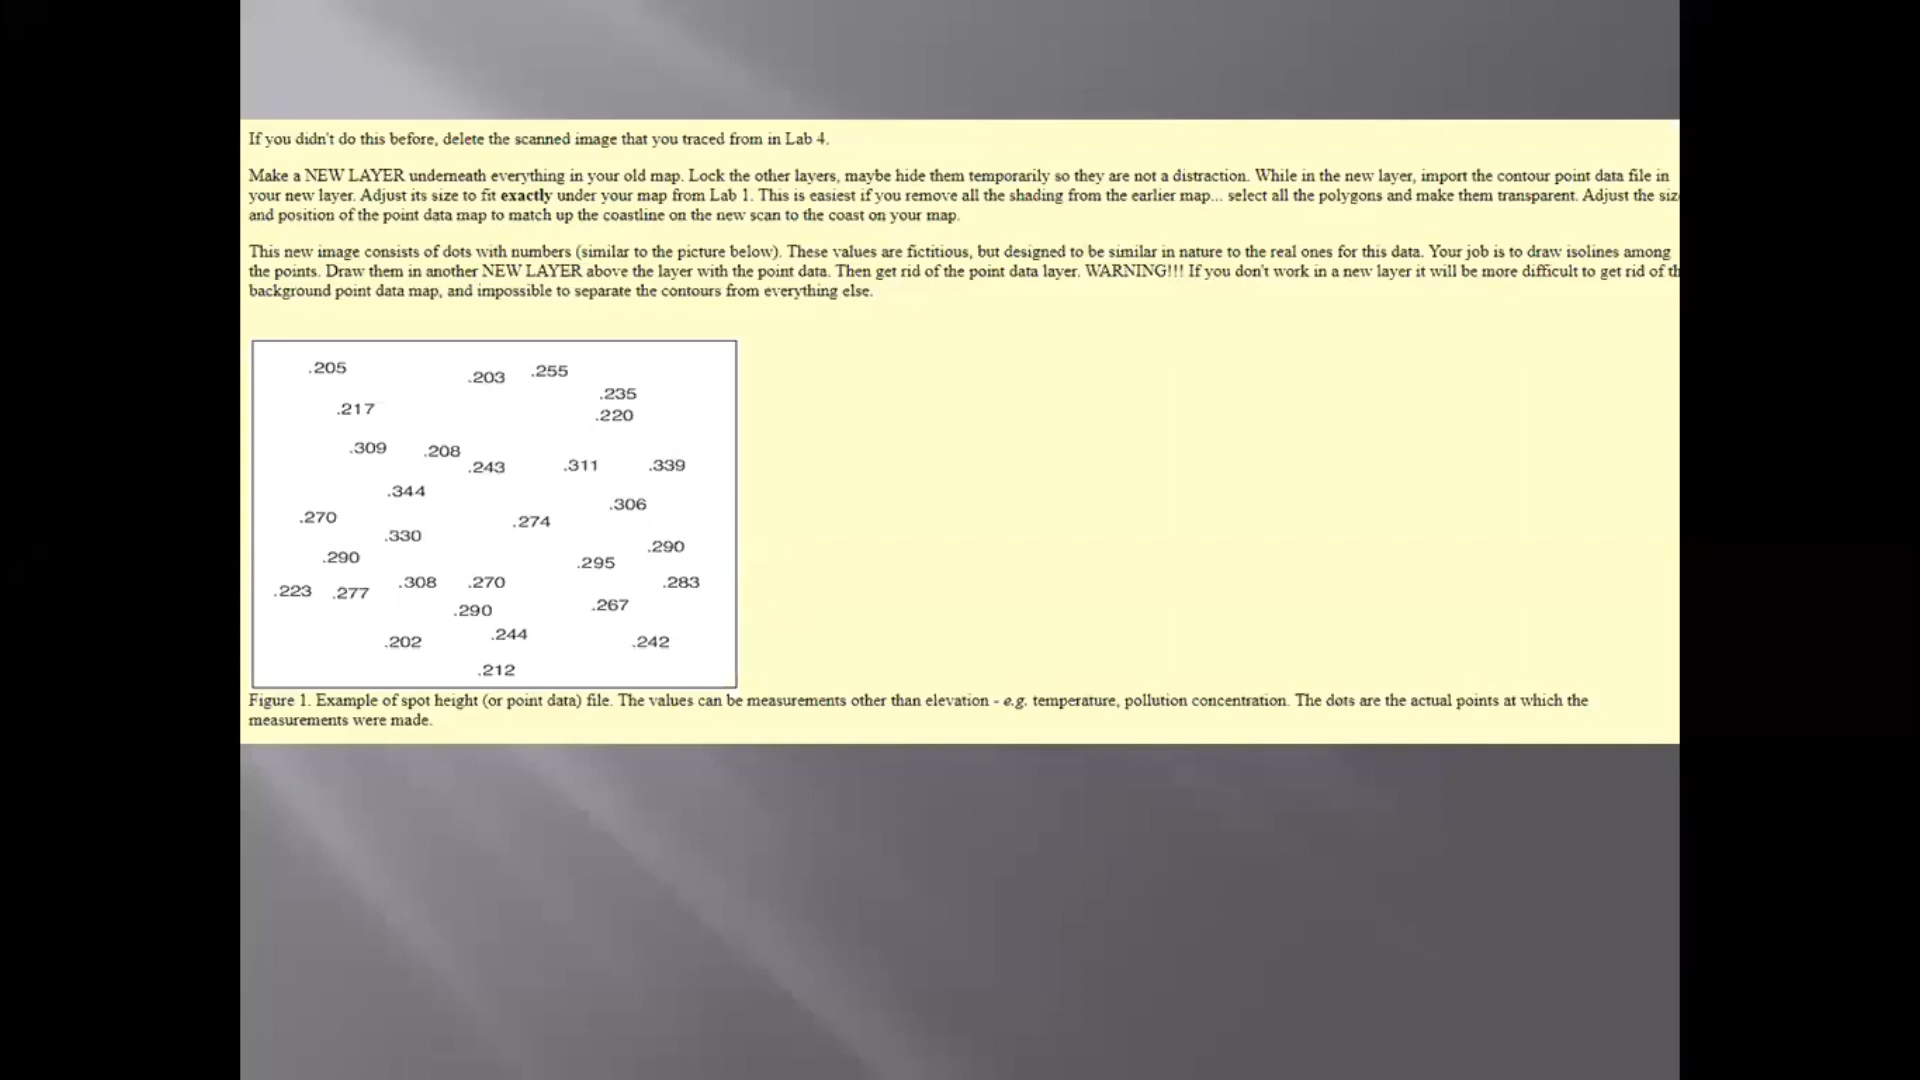 If you didn't do this before, delete the scanned image that you traced from in Lab 4.
Make a NEW LAYER underneath everything in your old map. Lock the other layers, maybe hide them temporarily so they are not a distraction. While in the new layer, import the contour point data file in
your new layer. Adjust its size to fit exactly under your map from Lab 1. This is easiest if you remove all the shading from the earlier map... select all the polygons and make them transparent. Adjust the siz
and position of the point data map to match up the coastline on the new scan to the coast on your map.
This new image consists of dots with numbers (similar to the picture below). These values are fictitious, but designed to be similar in nature to the real ones for this data. Your job is to draw isolines among
the points. Draw them in another NEW LAYER above the layer with the point data. Then get rid of the point data layer. WARNING!!! If you don't work in a new layer it will be more difficult to get rid of th
background point data map, and impossible to separate the contours from everything else.
.205
.203 .255
.235
.217
.220
.309 .208
.243 .311 .339
.344
.306
.270 .274
.330
.290 .290
.295
.308 .270 .283
.223 .277
.290 .267
.244
.202 .242
.212
Figure 1. Example of spot height (or point data) file. The values can be measurements other than elevation - e.g. temperature, pollution concentration. The dots are the actual points at which the
measurements were made.